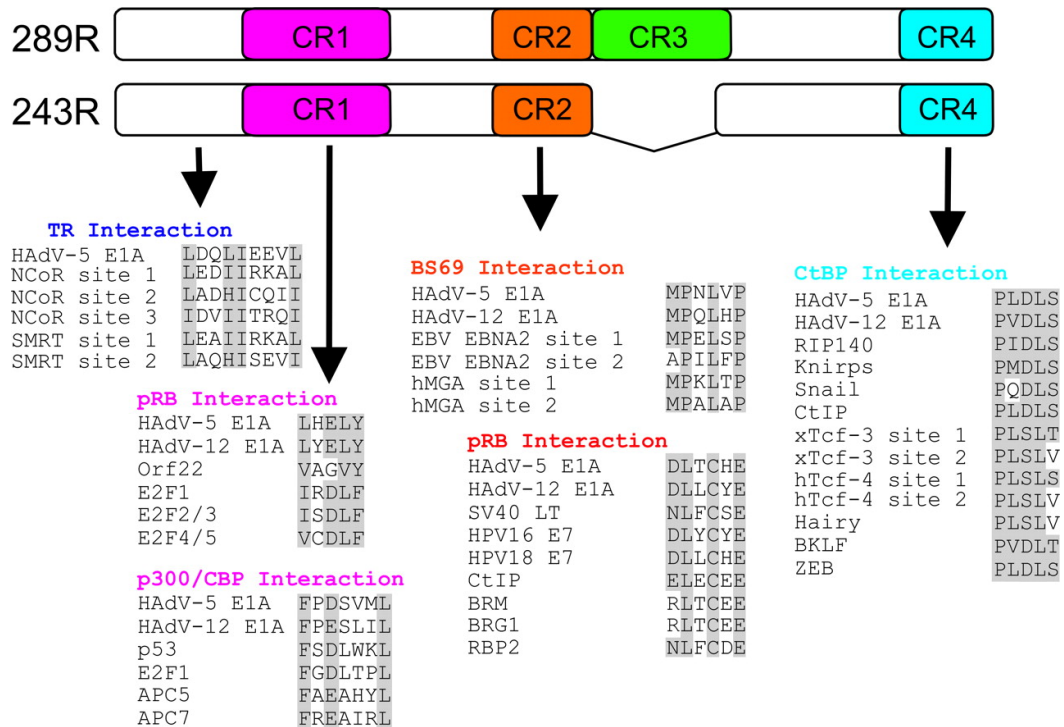 289R CR1 CR2 CR3 CR4
243R CR1 CR2 CR4
TR Interaction
HAdV-5 E1A LDQLIEEVL
NCoR site 1 LEDIIRKAL
NCoR site 2 LADHICQII
NCoR site 3 IDVIITRQI
SMRT site 1 LEAIIRKAL
SMRT site 2 LAQHISEVI
pRB Interaction
HAdV-5 E1A LHELY
HAdV-12 E1A LYELY
Orf22 VAGVY
E2F1 IRDLF
E2F2/3 ISDLF
E2F4/5 VCDLF
p300/CBP Interaction
HAdV-5 E1A FPDSVML
HAdV-12 E1A FPESLIL
p53 FSDLWKL
E2F1 FGDLTPL
APC5 FAEAHYL
APC7 FREAIRL
BS69 Interaction
HAdV-5 E1A MPNLVP
HAdV-12 E1A MPQLHP
EBV EBNA2 site 1 MPELSP
EBV EBNA2 site 2 APILFP
hMGA site 1 MPKLTP
hMGA site 2 MPALAP
pRB Interaction
HAdV-5 E1A DLTCHE
HAdV-12 E1A DLLCYE
SV40 LT NLFCSE
HPV16 E7 DLYCYE
HPV18 E7 DLLCHE
CtIP ELECEE
BRM RLTCEE
BRG1 RLTCEE
RBP2 NLFCDE
CtBP Interaction
HAdV-5 E1A PLDLS
HAdV-12 E1A PVDLS
RIP140 PIDLS
Knirps PMDLS
Snail PQDLS
CtIP PLDLS
xTcf-3 site 1 PLSLT
xTcf-3 site 2 PLSLV
hTcf-4 site 1 PLSLS
hTcf-4 site 2 PLSLV
Hairy PLSLV
BKLF PVDLT
ZEB PLDLS